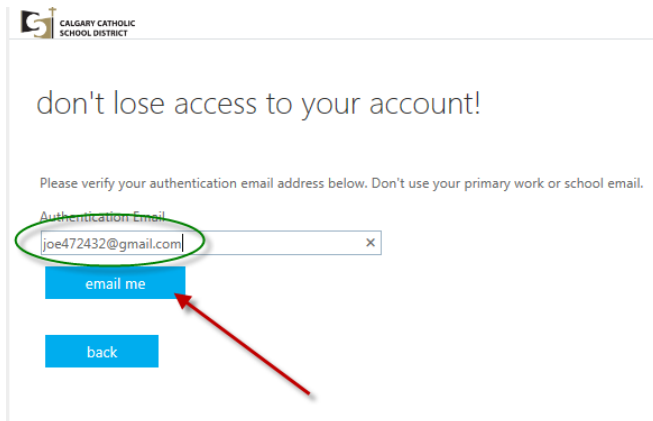 CALGARY CATHOLIC
SCHOOL DISTRICT
don't lose access to your account!
Please verify your authentication email address below. Don't use your primary work or school email.
Authentication Email
joe472432@gmail.com
email me
back